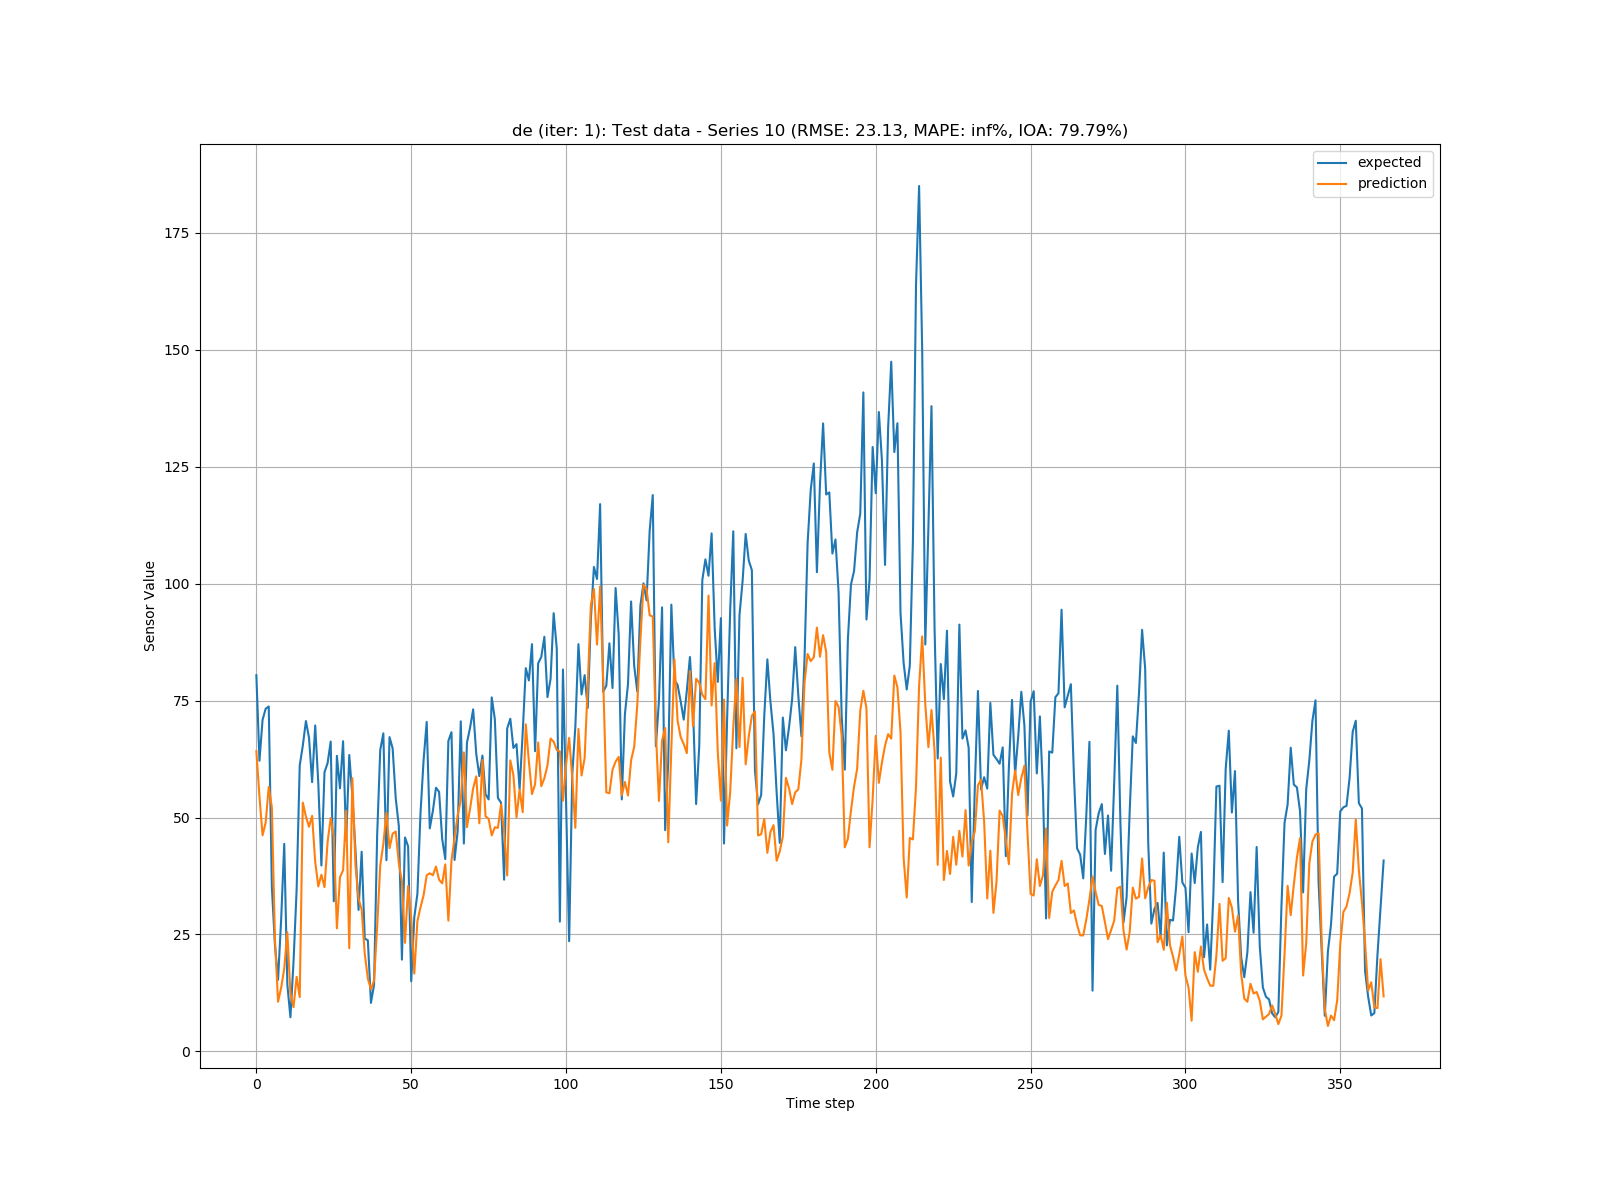 de (iter: 1): Test data - Series 10 (RMSE: 23.13, MAPE: inf%, IOA: 79.79%)
expected
prediction
175
150
125
100
75
50
25
0
Sensor Value
0 50 100 150 200 250 300 350
Time step